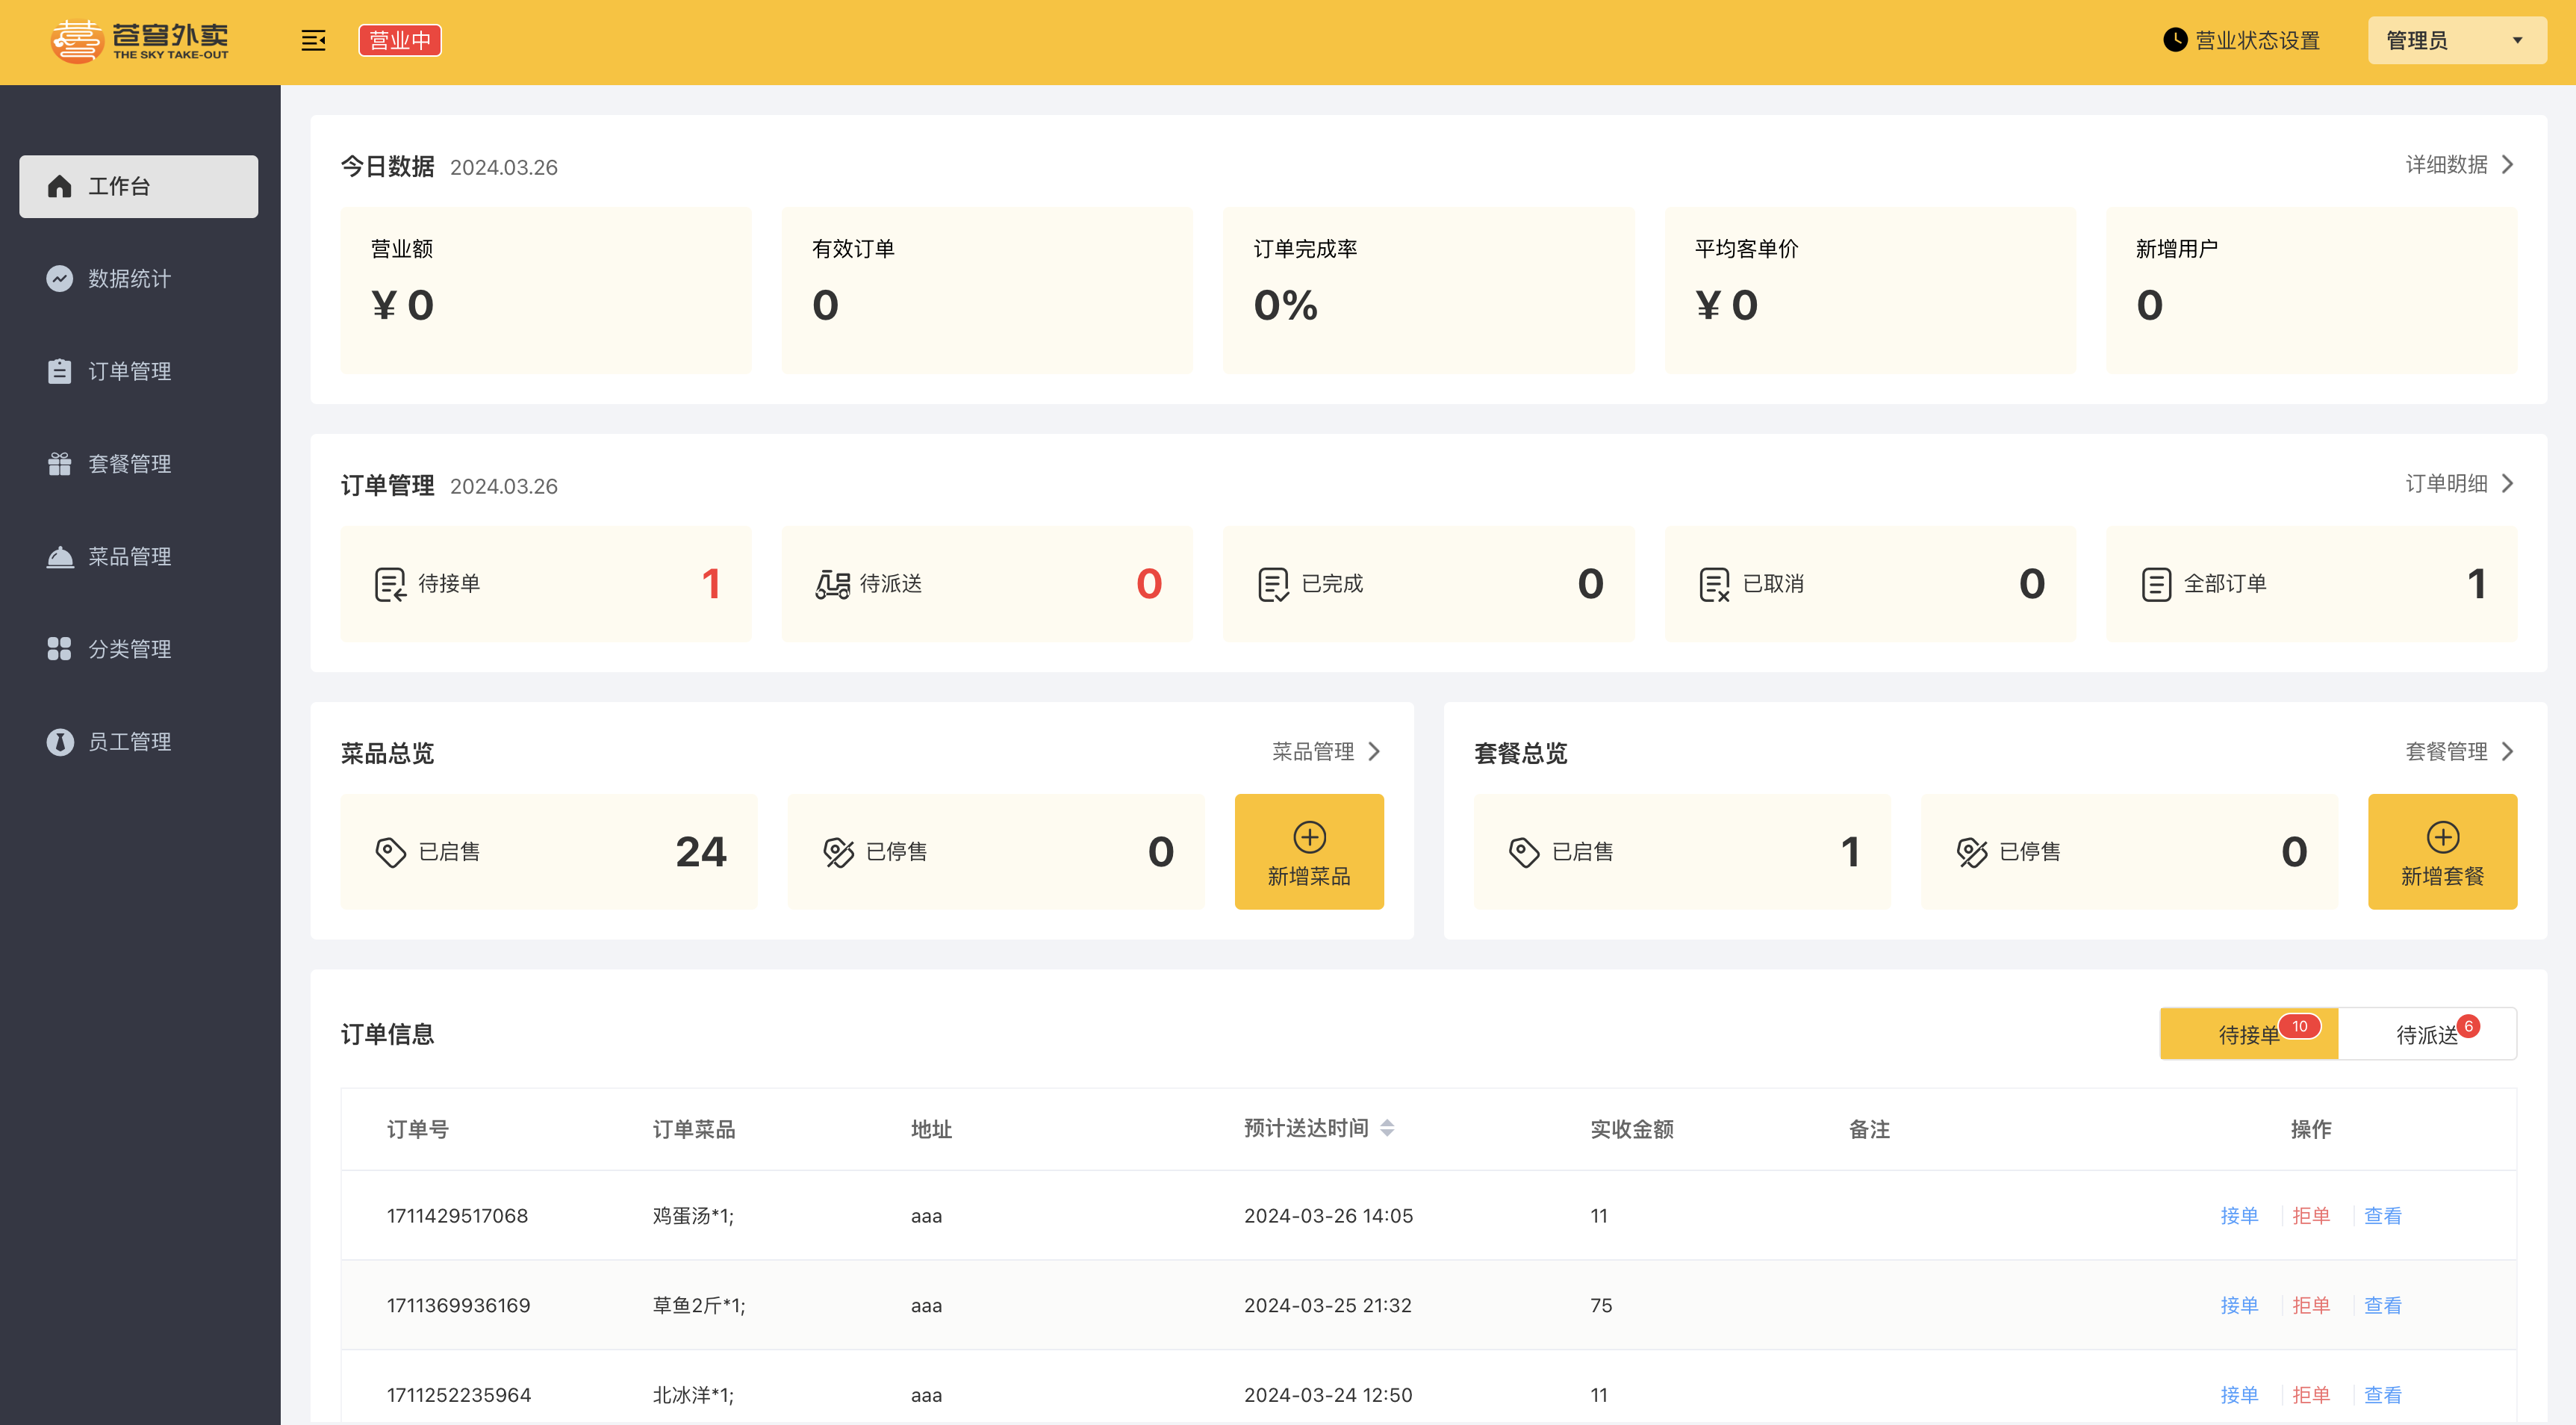 苍穹外卖
THE SKY TAKE-OUT
营业中
营业状态设置
管理员
工作台
数据统计
订单管理
套餐管理
菜品管理
分类管理
员工管理
今日数据 2024.03.26
详细数据
营业额
¥ 0
有效订单
0
订单完成率
0%
平均客单价
¥ 0
新增用户
0
订单管理 2024.03.26
订单明细
待接单 1
待派送 0
已完成 0
已取消 0
全部订单 1
菜品总览
菜品管理
已启售 24
已停售 0
新增菜品
套餐总览
套餐管理
已启售 1
已停售 0
新增套餐
订单信息
待接单 10
待派送 6
订单号 订单菜品 地址 预计送达时间 实收金额 备注 操作
1711429517068 鸡蛋汤*1; aaa 2024-03-26 14:05 11 接单 拒单 查看
1711369936169 草鱼2斤*1; aaa 2024-03-25 21:32 75 接单 拒单 查看
1711252235964 北冰洋*1; aaa 2024-03-24 12:50 11 接单 拒单 查看